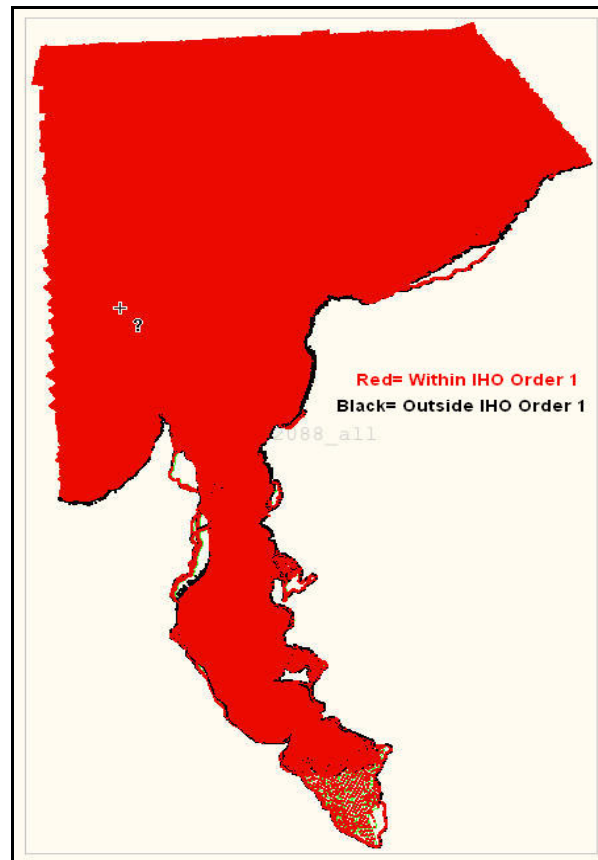 ?
Red= Within IHO Order 1
Black= Outside IHO Order 1
2088_all